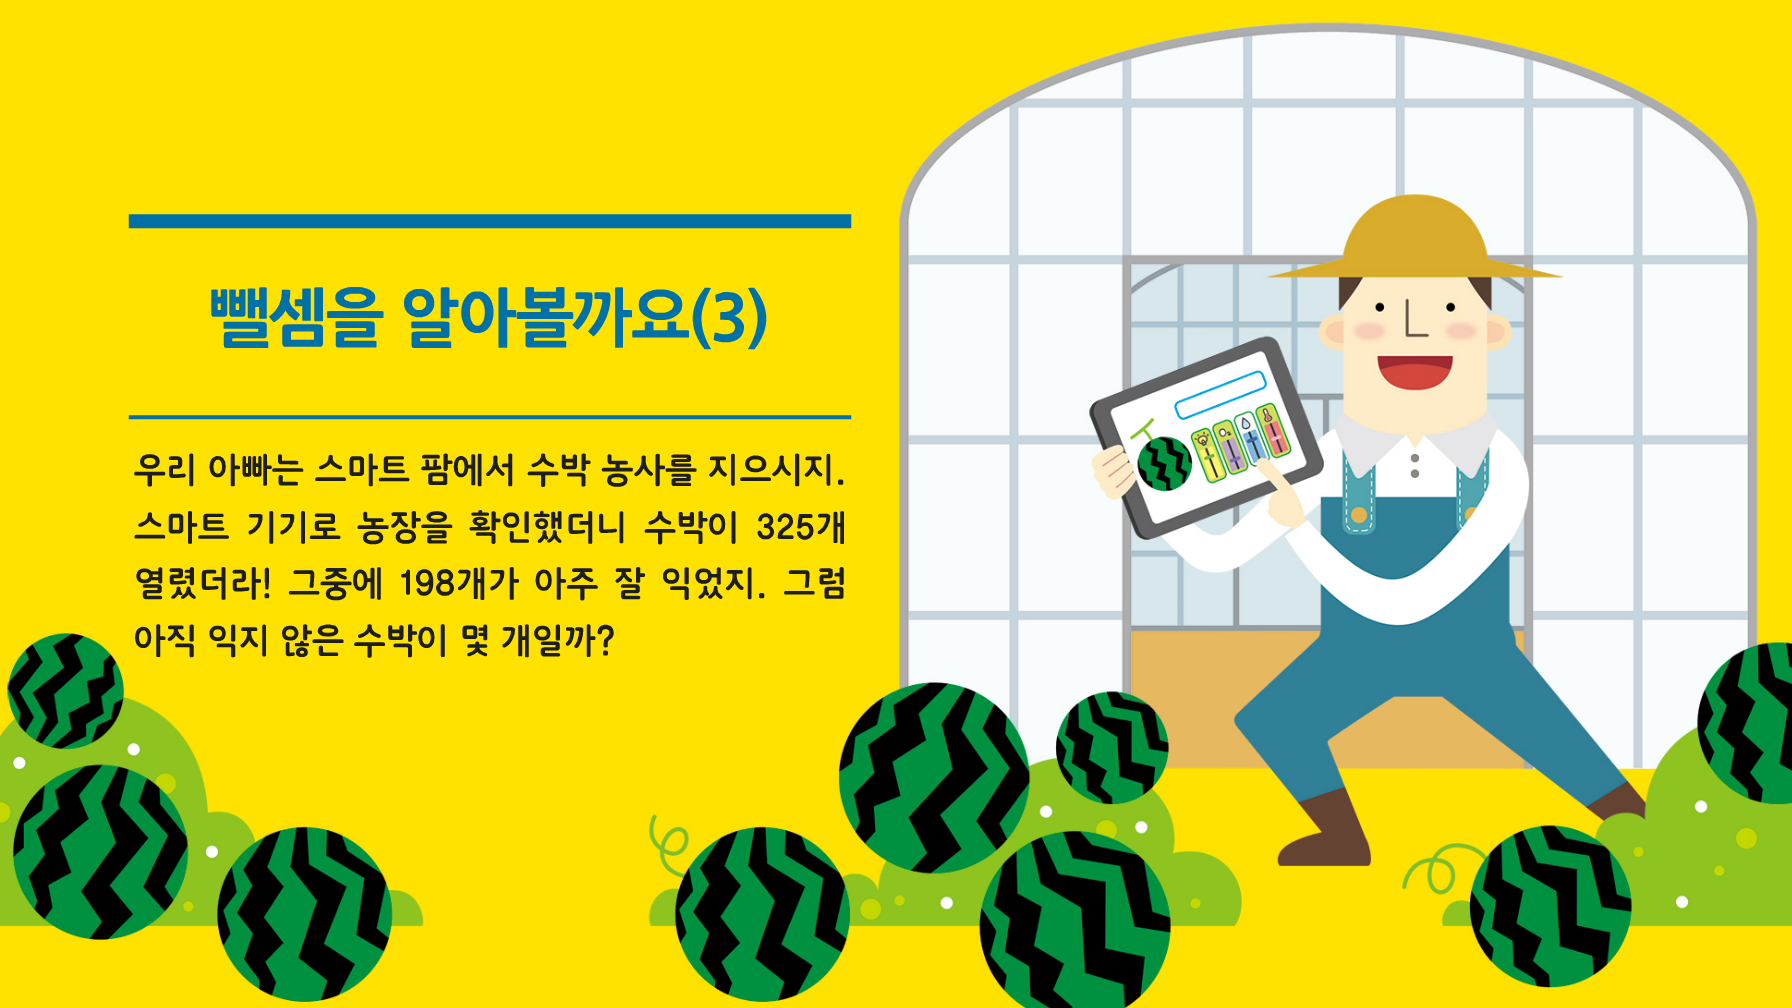 뺄셈을 알아볼까요(3)
우리 아빠는 스마트 팜에서 수박 농사를 지으시지.
스마트 기기로 농장을 확인했더니 수박이 325개
열렸더라! 그중에 198개가 아주 잘 익었지. 그럼
아직 익지 않은 수박이 몇 개일까?